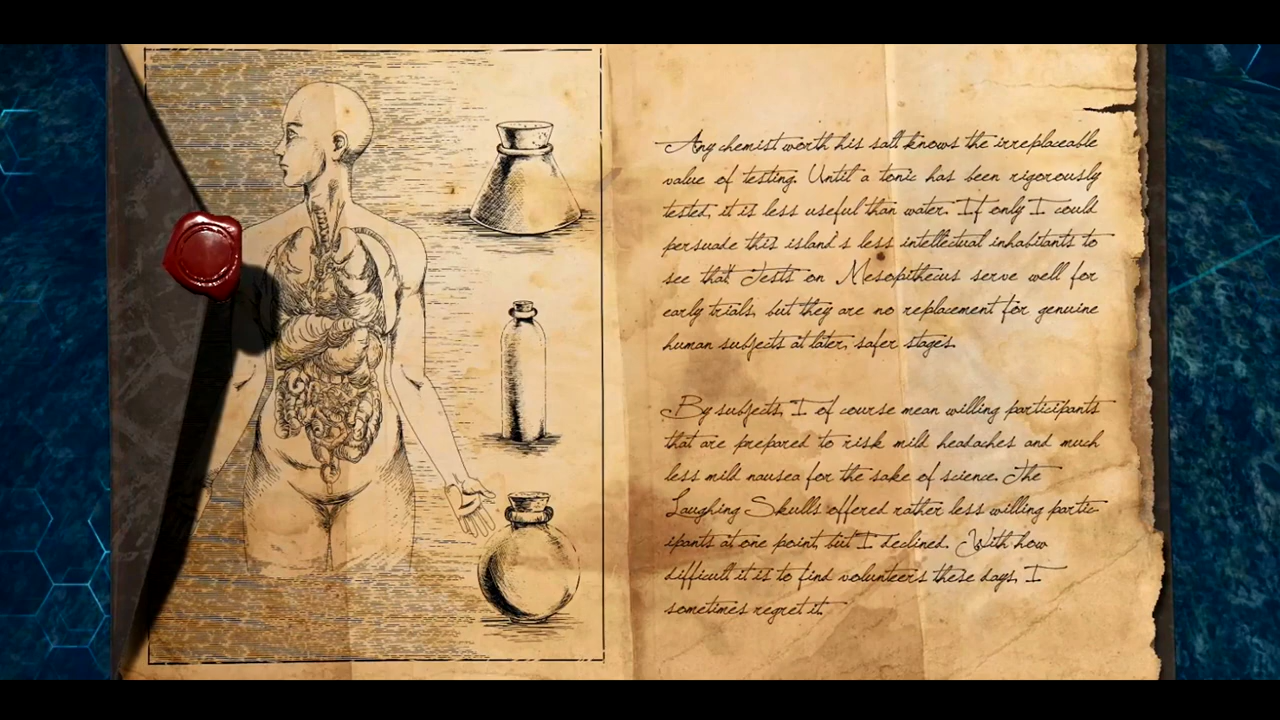 Any chemist worth his salt knows the irreplaceable
value of testing. Until a tonic has been rigorously
tested, it is less useful than water. If only I could
persuade this island s less intellectual inhabitants to
see that. Tests on Mesopithecus serve well for
early trials, but they are no replacement for genuine
human subjects at later, safer stages.
By subjects, I of course mean willing participants
that are prepared to risk mild headaches and much
less mild nausea for the sake of science. The
Laughing Skulls offered rather less willing partic-
ipants at one point, but I declined. With how
difficult it is to find volunteers these days, I
sometimes regret it.